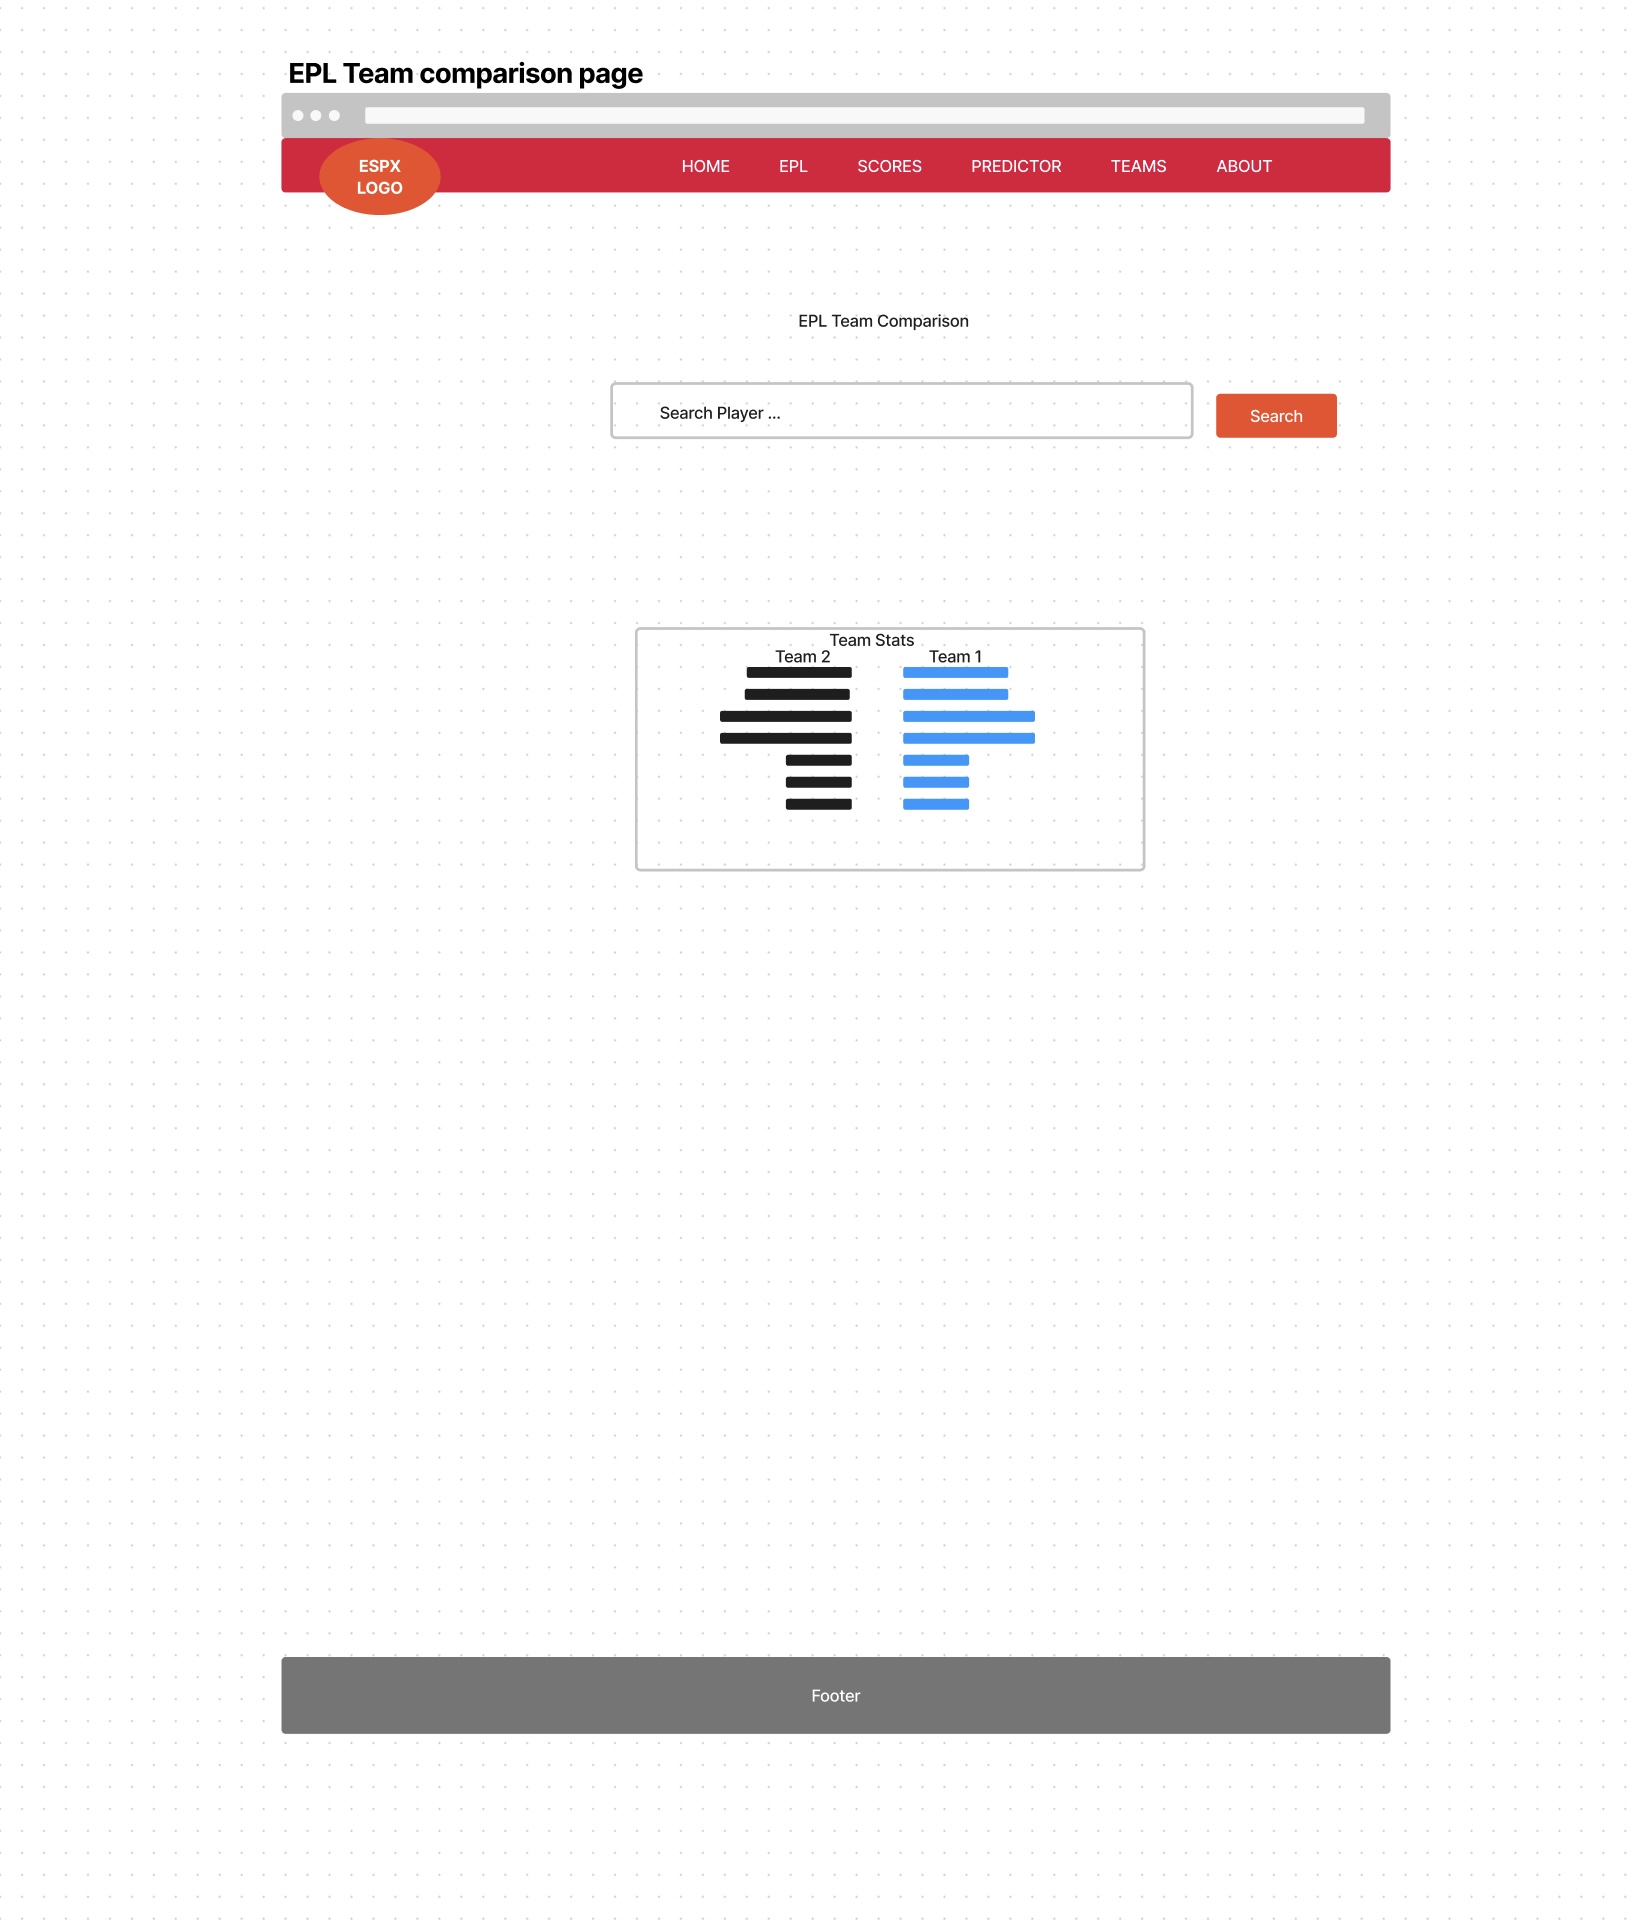 EPL Team comparison page
ESPX
LOGO
HOME EPL SCORES PREDICTOR TEAMS ABOUT
EPL Team Comparison
Search Player ...
Search
Team Stats
Team 2 Team 1
Footer